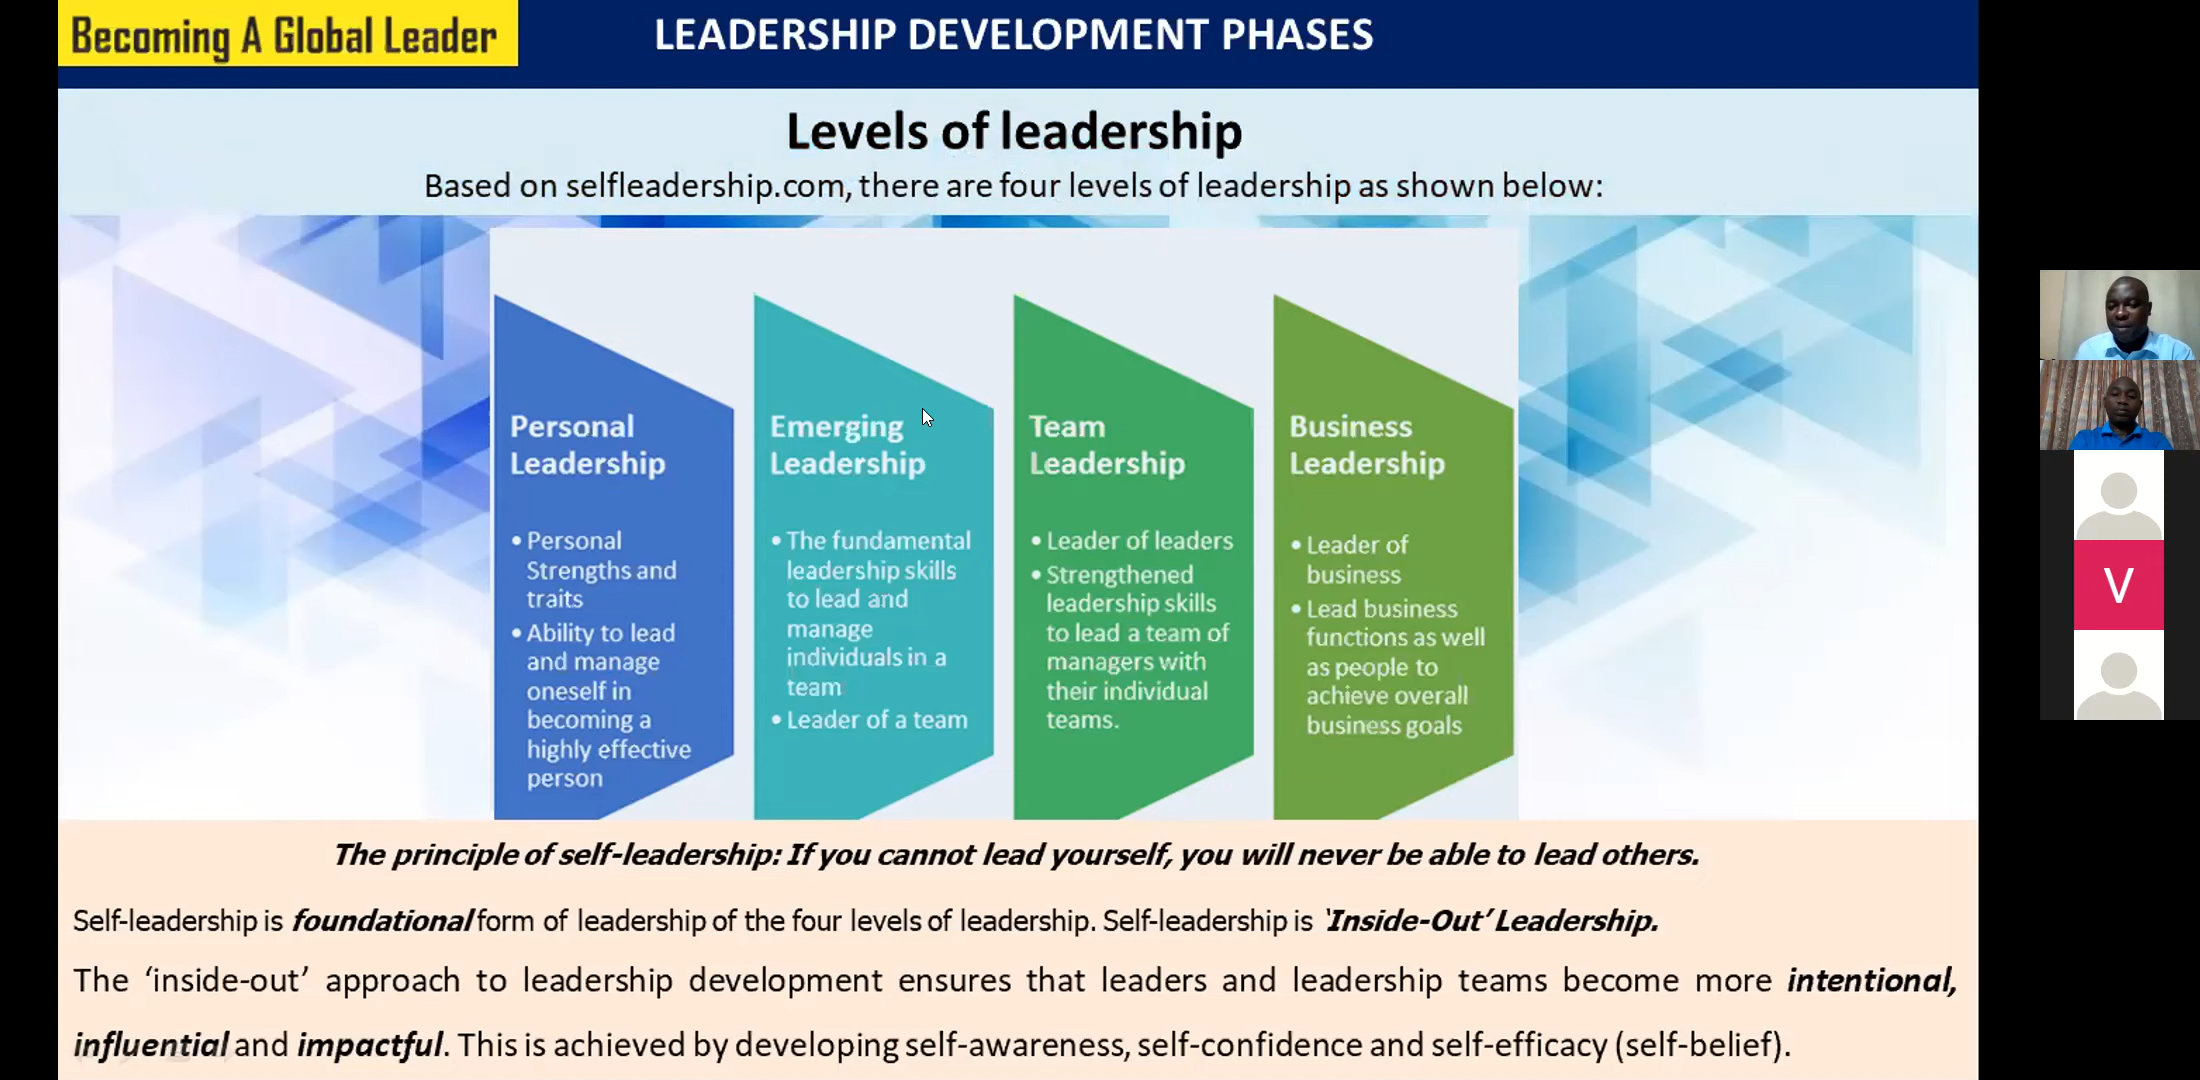 Becoming A Global Leader
LEADERSHIP DEVELOPMENT PHASES
Levels of leadership
Based on selfleadership.com, there are four levels of leadership as shown below:
Personal
Leadership
• Personal
Strengths and
traits
• Ability to lead
and manage
oneself in
becoming a
highly effective
person
Emerging
Leadership
• The fundamental
leadership skills
to lead and
manage
individuals in a
team
• Leader of a team
Team
Leadership
• Leader of leaders
• Strengthened
leadership skills
to lead a team of
managers with
their individual
teams.
Business
Leadership
• Leader of
business
• Lead business
functions as well
as people to
achieve overall
business goals
The principle of self-leadership: If you cannot lead yourself, you will never be able to lead others.
Self-leadership is foundational form of leadership of the four levels of leadership. Self-leadership is ‘Inside-Out’ Leadership.
The ‘inside-out’ approach to leadership development ensures that leaders and leadership teams become more intentional,
influential and impactful. This is achieved by developing self-awareness, self-confidence and self-efficacy (self-belief).
V